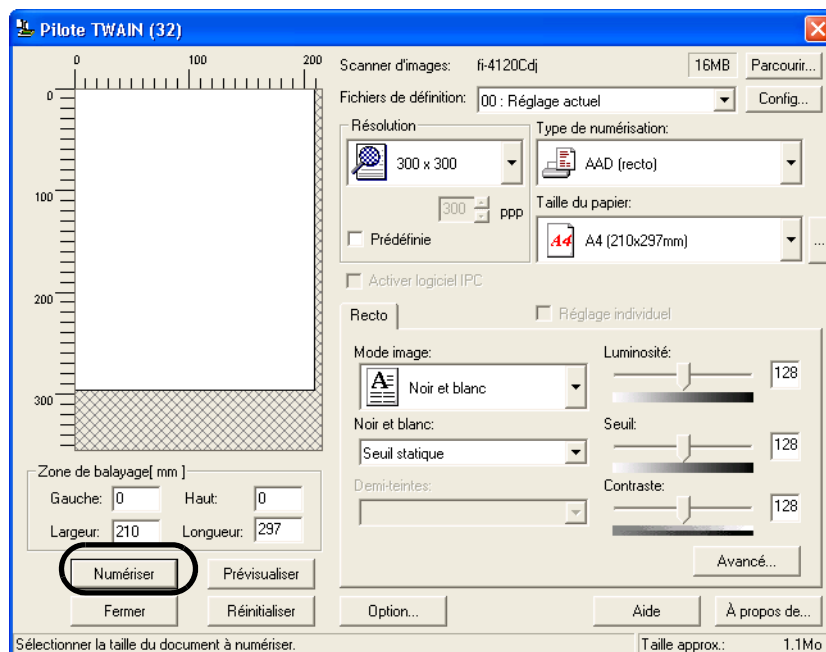 Pilote TWAIN (32)
0 100 200
0
100
200
300
Scanner d'images: fi-4120Cdj 16MB Parcourir...
Fichiers de définition: 00 : Réglage actuel Config...
Résolution
300 x 300
300 ppp
Prédéfinie
Type de numérisation:
AAD (recto)
Taille du papier:
A4 A4 (210x297mm) ...
Activer logiciel IPC
Recto
Réglage individuel
Mode image:
A Noir et blanc
Noir et blanc:
Seuil statique
Demi-teintes:
Luminosité:
128
Seuil:
128
Contraste:
128
Avancé...
Zone de balayage[ mm ]
Gauche: 0 Haut: 0
Largeur: 210 Longueur: 297
Numériser Prévisualiser
Fermer Réinitialiser Option... Aide À propos de...
Sélectionner la taille du document à numériser. Taille approx.: 1.1Mo